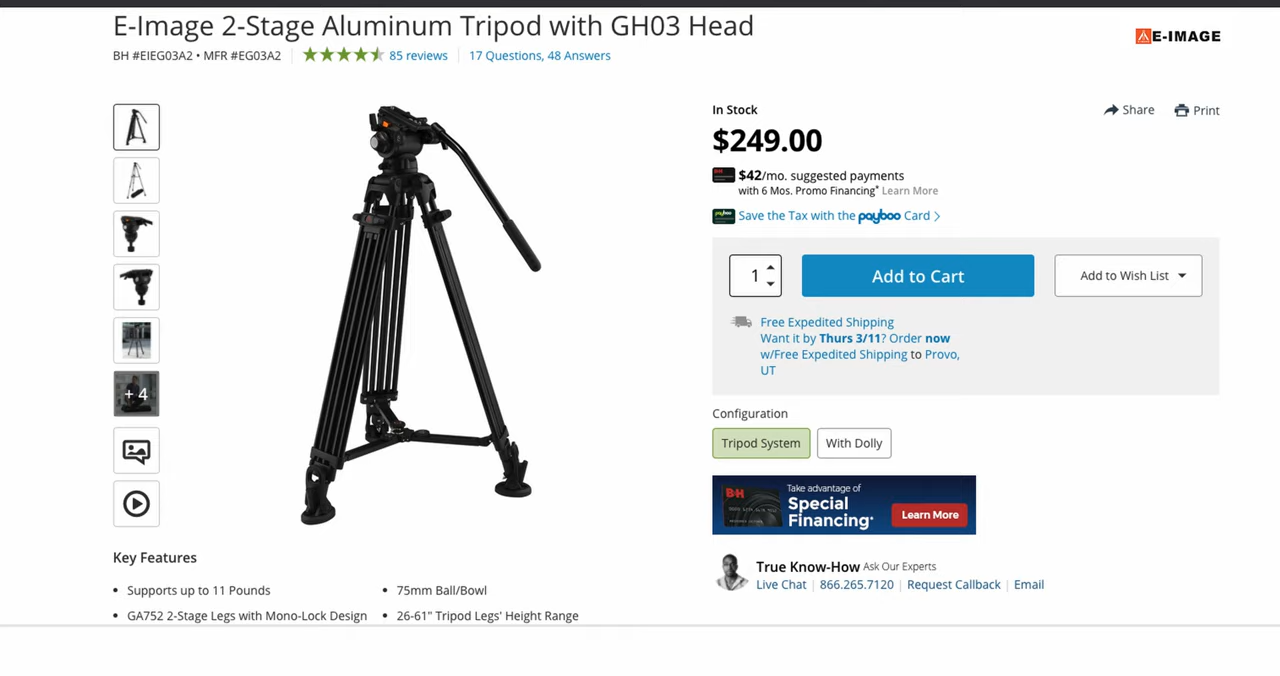 E-Image 2-Stage Aluminum Tripod with GH03 Head
BH #EIEG03A2 • MFR #EG03A2
85 reviews
17 Questions, 48 Answers
E-IMAGE
In Stock
Share
Print
$249.00
$42/mo. suggested payments
with 6 Mos. Promo Financing* Learn More
Save the Tax with the payboo Card >
1
Add to Cart
Add to Wish List
Free Expedited Shipping
Want it by Thurs 3/11? Order now
w/Free Expedited Shipping to Provo,
UT
+ 4
Configuration
Tripod System
With Dolly
B&H
Take advantage of
Special
Financing*
Learn More
Key Features
• Supports up to 11 Pounds
• 75mm Ball/Bowl
• GA752 2-Stage Legs with Mono-Lock Design
• 26-61" Tripod Legs' Height Range
True Know-How Ask Our Experts
Live Chat | 866.265.7120 | Request Callback | Email